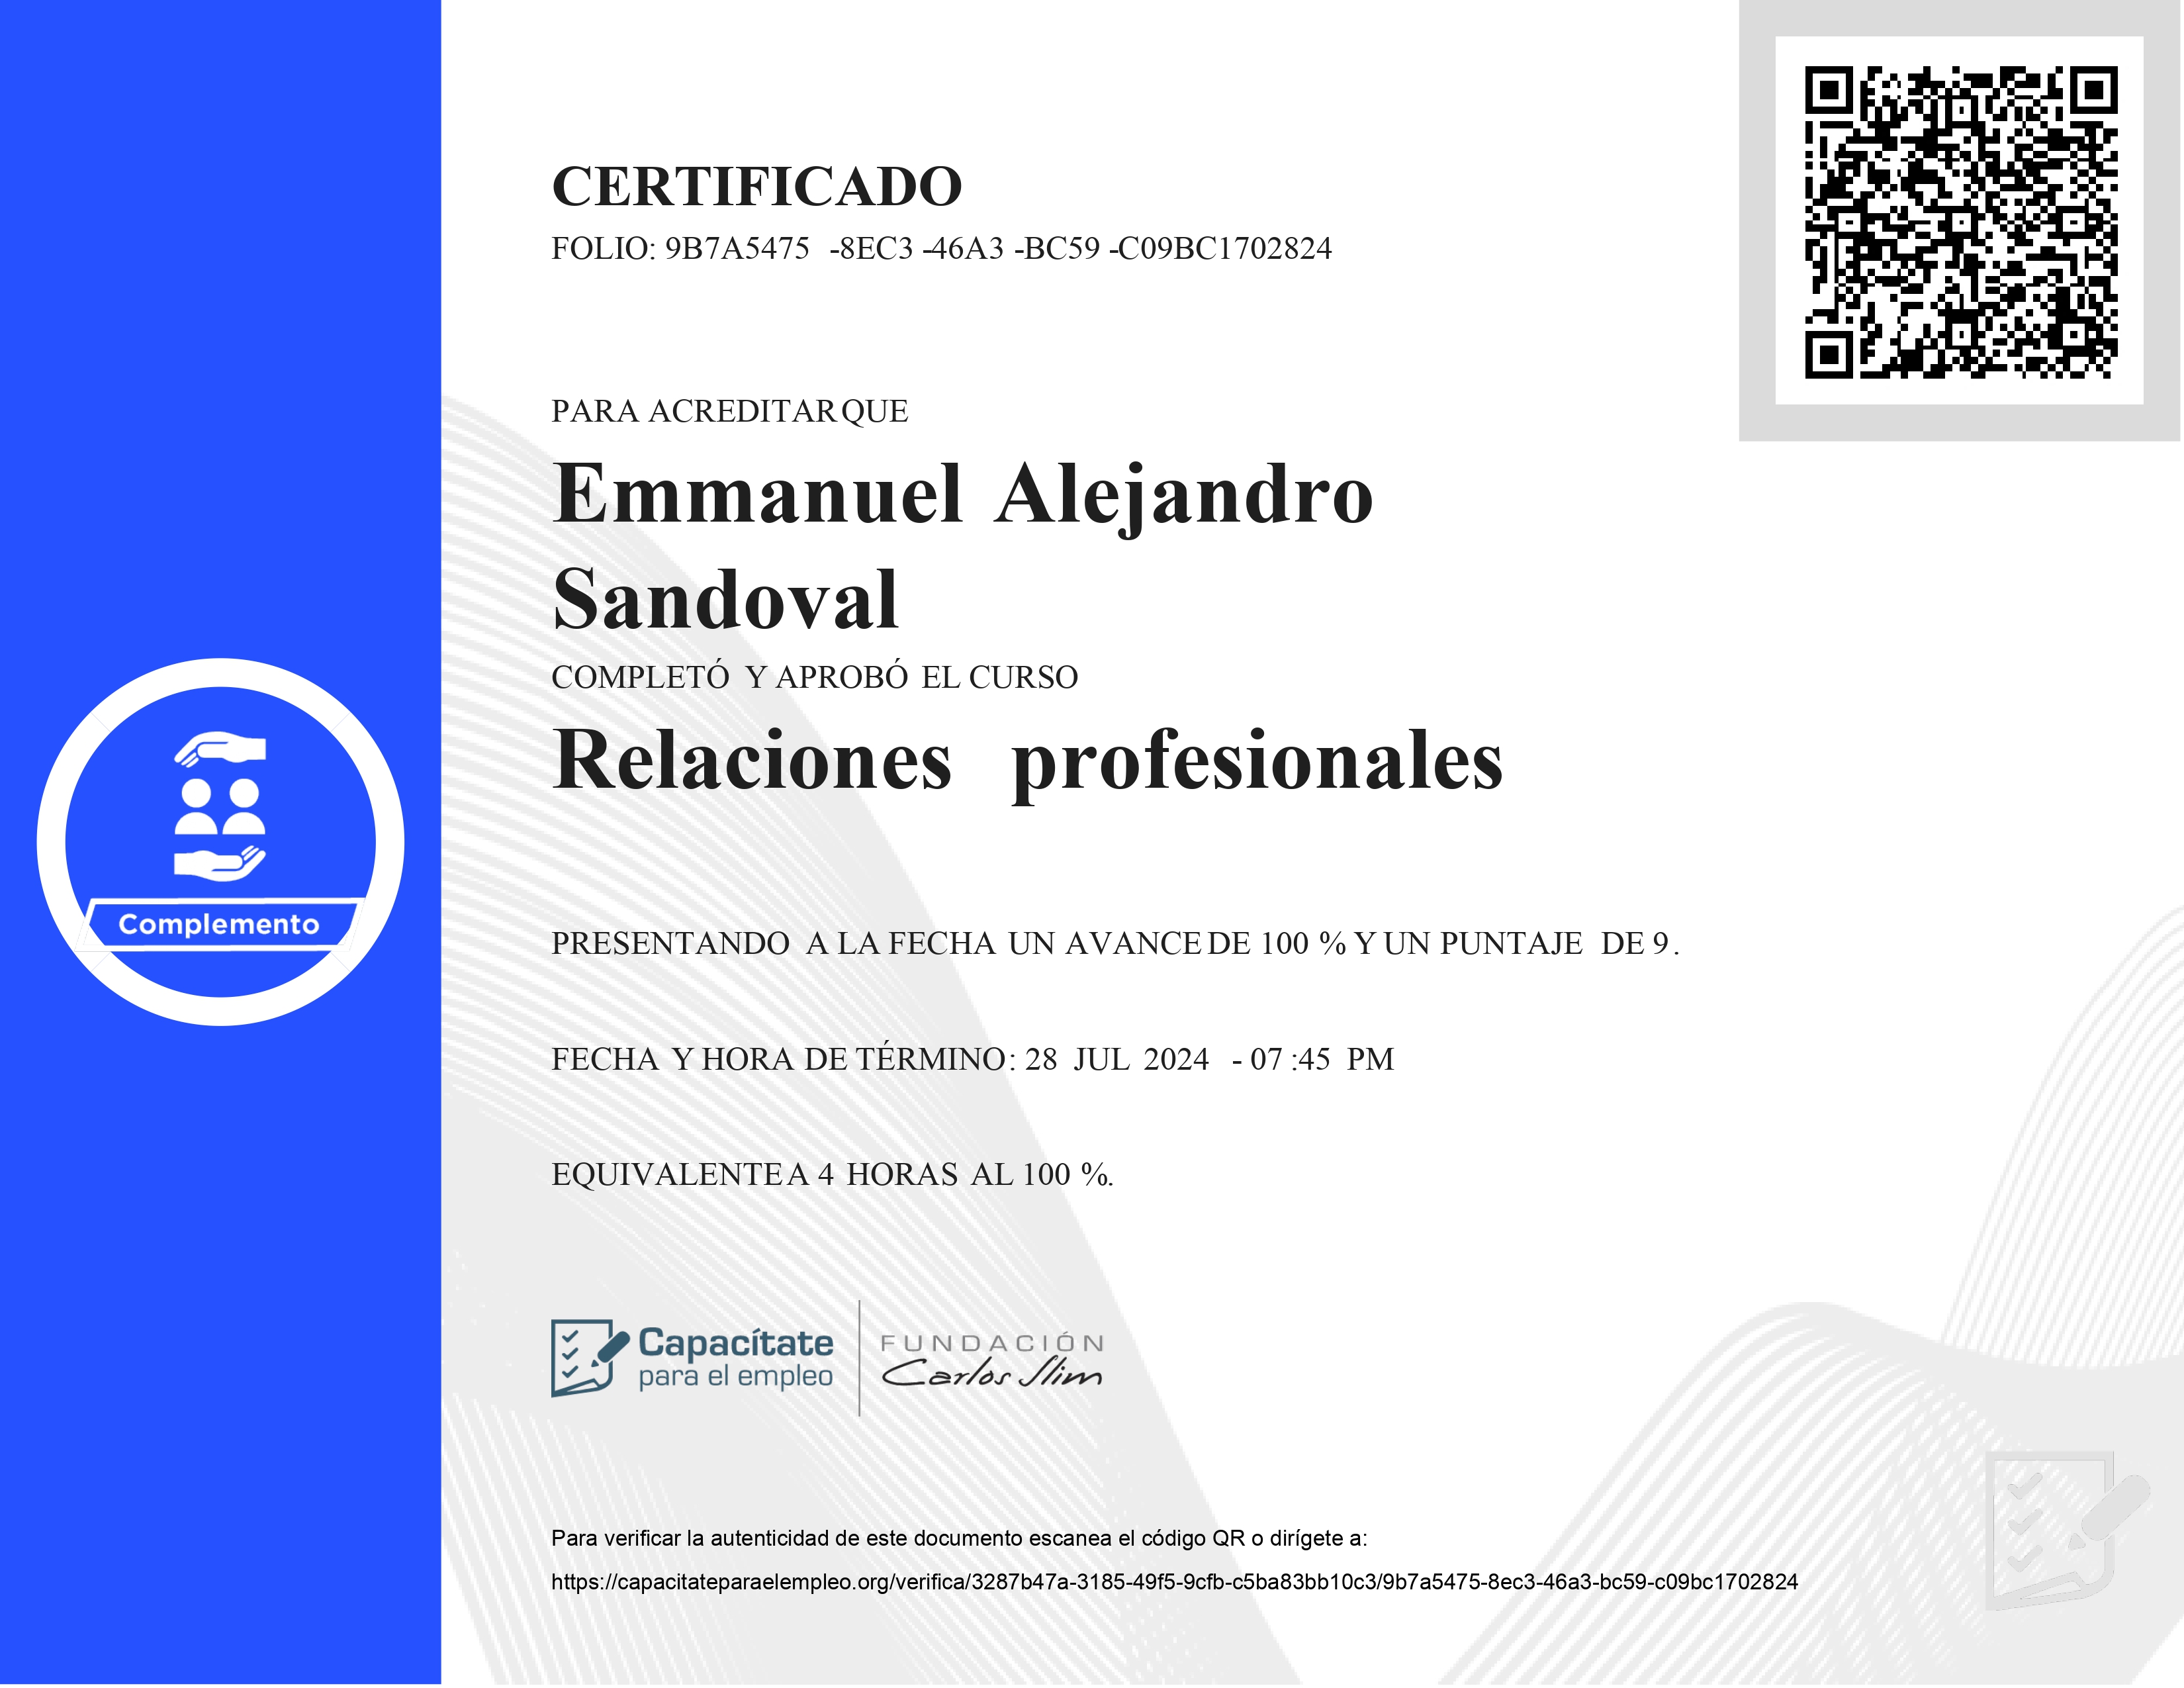 CERTIFICADO
FOLIO: 9B7A5475 -8EC3 -46A3 -BC59 -C09BC1702824
PARA ACREDITAR QUE
Emmanuel Alejandro
Sandoval
COMPLETÓ Y APROBÓ EL CURSO
Relaciones profesionales
Complemento
PRESENTANDO A LA FECHA UN AVANCE DE 100 % Y UN PUNTAJE DE 9.
FECHA Y HORA DE TÉRMINO: 28 JUL 2024 - 07 :45 PM
EQUIVALENTE A 4 HORAS AL 100 %.
Capacítate
para el empleo
FUNDACIÓN
Carlos Slim
Para verificar la autenticidad de este documento escanea el código QR o dirígete a:
https://capacitateparaelempleo.org/verifica/3287b47a-3185-49f5-9cfb-c5ba83bb10c3/9b7a5475-8ec3-46a3-bc59-c09bc1702824